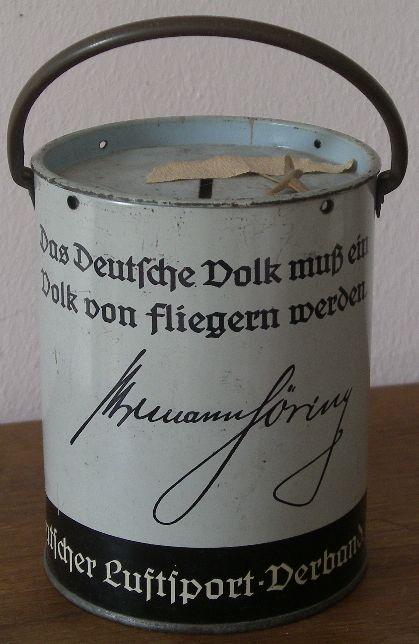 Das Deutsche Volk muß ein
Volk von Fliegern werden.
Hermann Göring
Luftsport-Verband